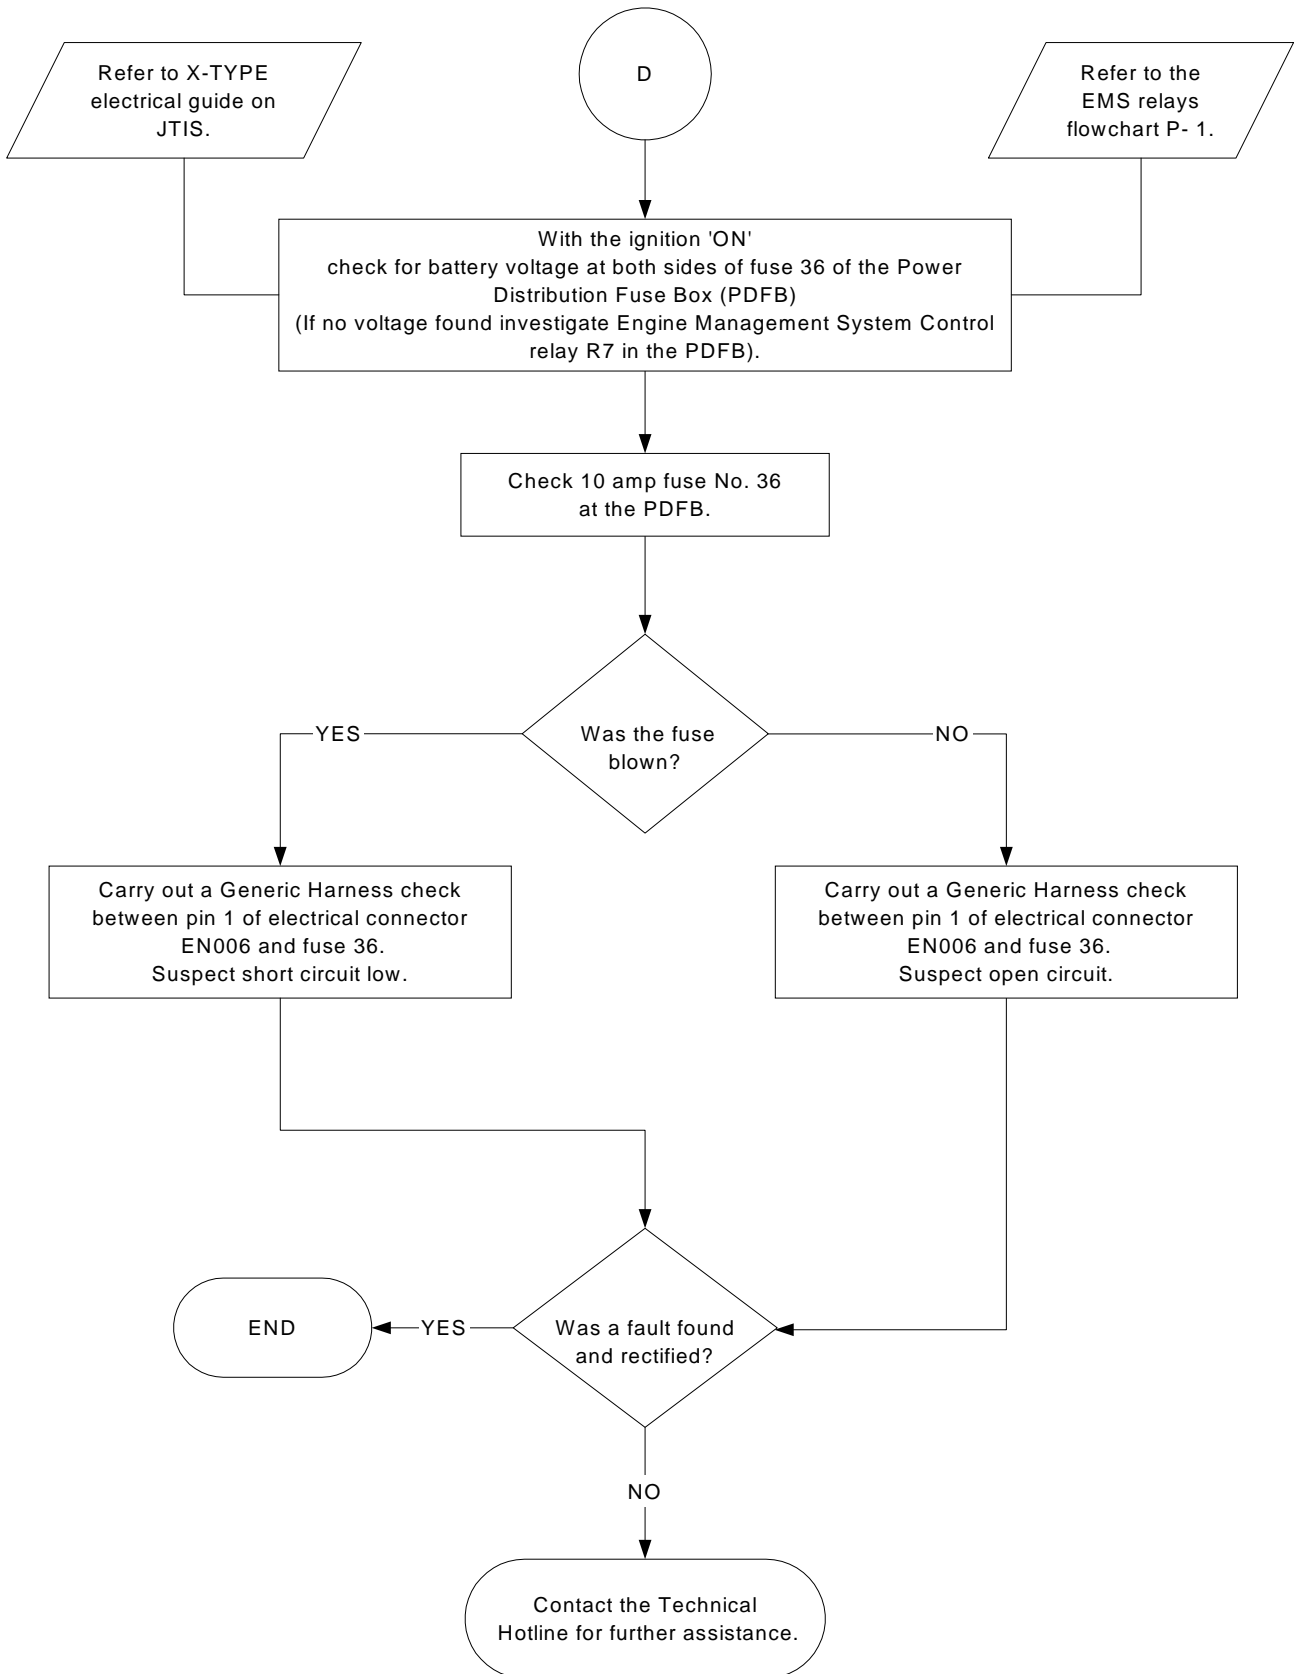 Refer to X-TYPE
electrical guide on
JTIS.
D
Refer to the
EMS relays
flowchart P- 1.
With the ignition 'ON'
check for battery voltage at both sides of fuse 36 of the Power
Distribution Fuse Box (PDFB)
(If no voltage found investigate Engine Management System Control
relay R7 in the PDFB).
Check 10 amp fuse No. 36
at the PDFB.
Was the fuse
blown?
YES
NO
Carry out a Generic Harness check
between pin 1 of electrical connector
EN006 and fuse 36.
Suspect short circuit low.
Carry out a Generic Harness check
between pin 1 of electrical connector
EN006 and fuse 36.
Suspect open circuit.
Was a fault found
and rectified?
YES
END
NO
Contact the Technical
Hotline for further assistance.